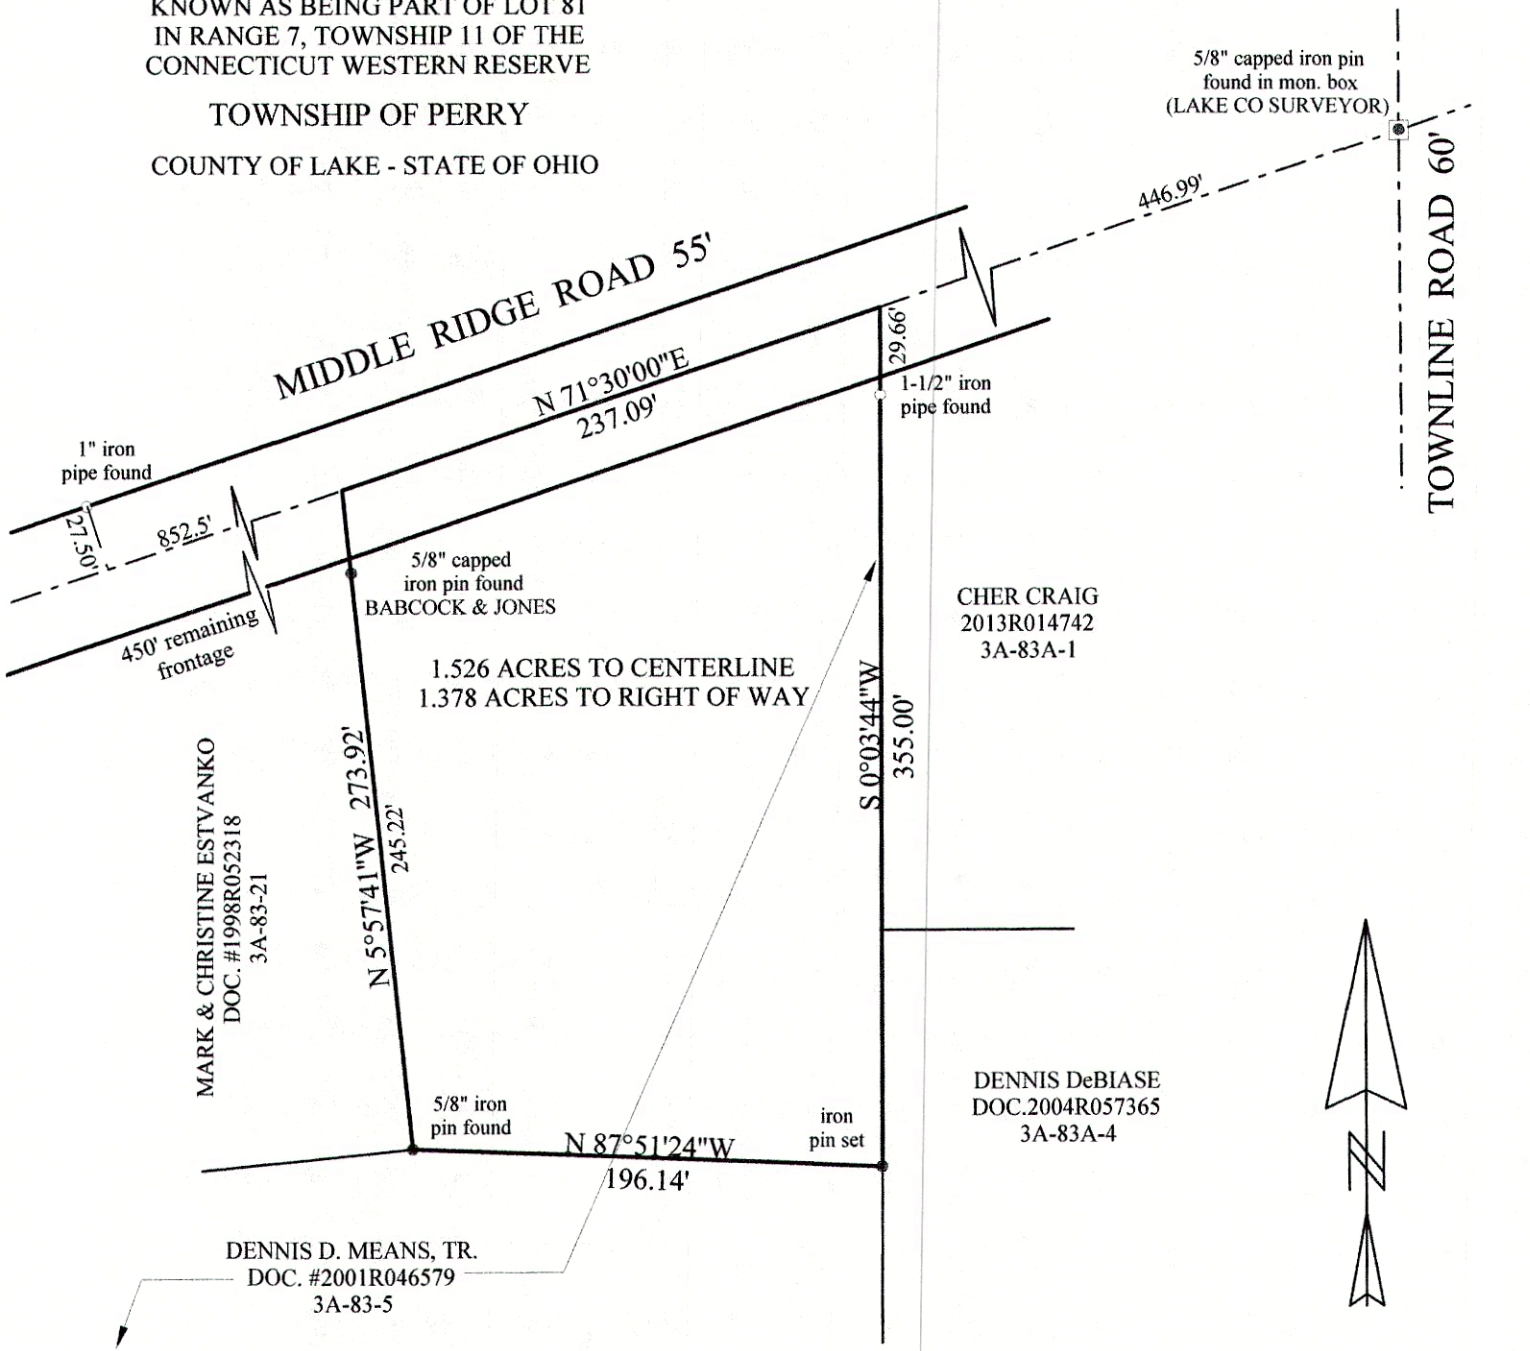 KNOWN AS BEING PART OF LOT 81
IN RANGE 7, TOWNSHIP 11 OF THE
CONNECTICUT WESTERN RESERVE
TOWNSHIP OF PERRY
COUNTY OF LAKE - STATE OF OHIO
5/8" capped iron pin
found in mon. box
(LAKE CO SURVEYOR)
TOWNLINE ROAD 60'
446.99'
MIDDLE RIDGE ROAD 55'
N 71°30'00"E
237.09'
29.66'
1-1/2" iron
pipe found
1" iron
pipe found
27.50'
852.5'
450' remaining
frontage
5/8" capped
iron pin found
BABCOCK & JONES
1.526 ACRES TO CENTERLINE
1.378 ACRES TO RIGHT OF WAY
CHER CRAIG
2013R014742
3A-83A-1
S 0°03'44"W
355.00'
N 5°57'41"W 273.92'
245.22'
MARK & CHRISTINE ESTVANKO
DOC. #1998R052318
3A-83-21
5/8" iron
pin found
N 87°51'24"W
196.14'
iron
pin set
DENNIS DeBIASE
DOC.2004R057365
3A-83A-4
DENNIS D. MEANS, TR.
DOC. #2001R046579
3A-83-5
N